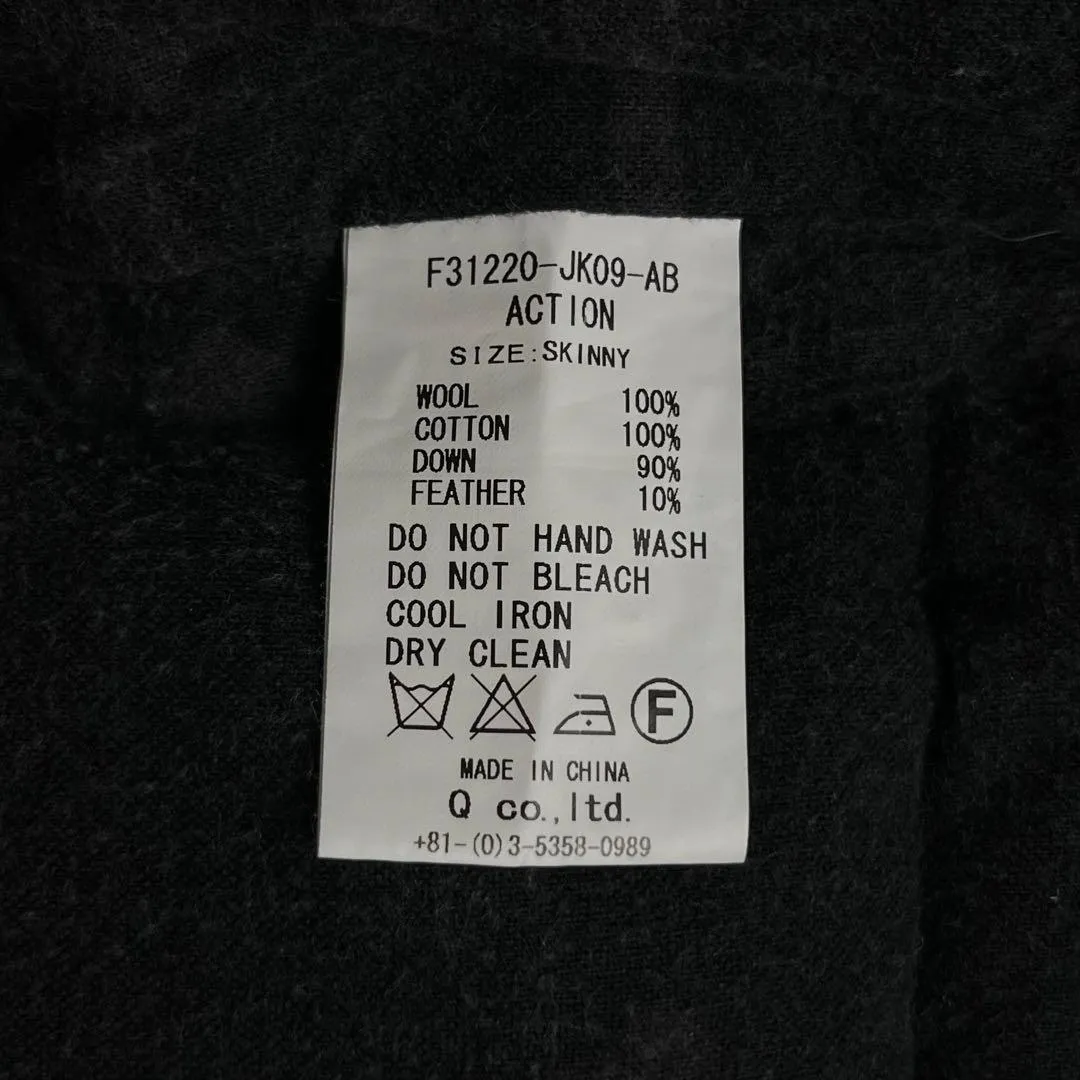 F31220-JK09-AB
ACTION
SIZE:SKINNY
WOOL 100%
COTTON 100%
DOWN 90%
FEATHER 10%
DO NOT HAND WASH
DO NOT BLEACH
COOL IRON
DRY CLEAN
F
MADE IN CHINA
Q co.,ltd.
+81-(0)3-5358-0989